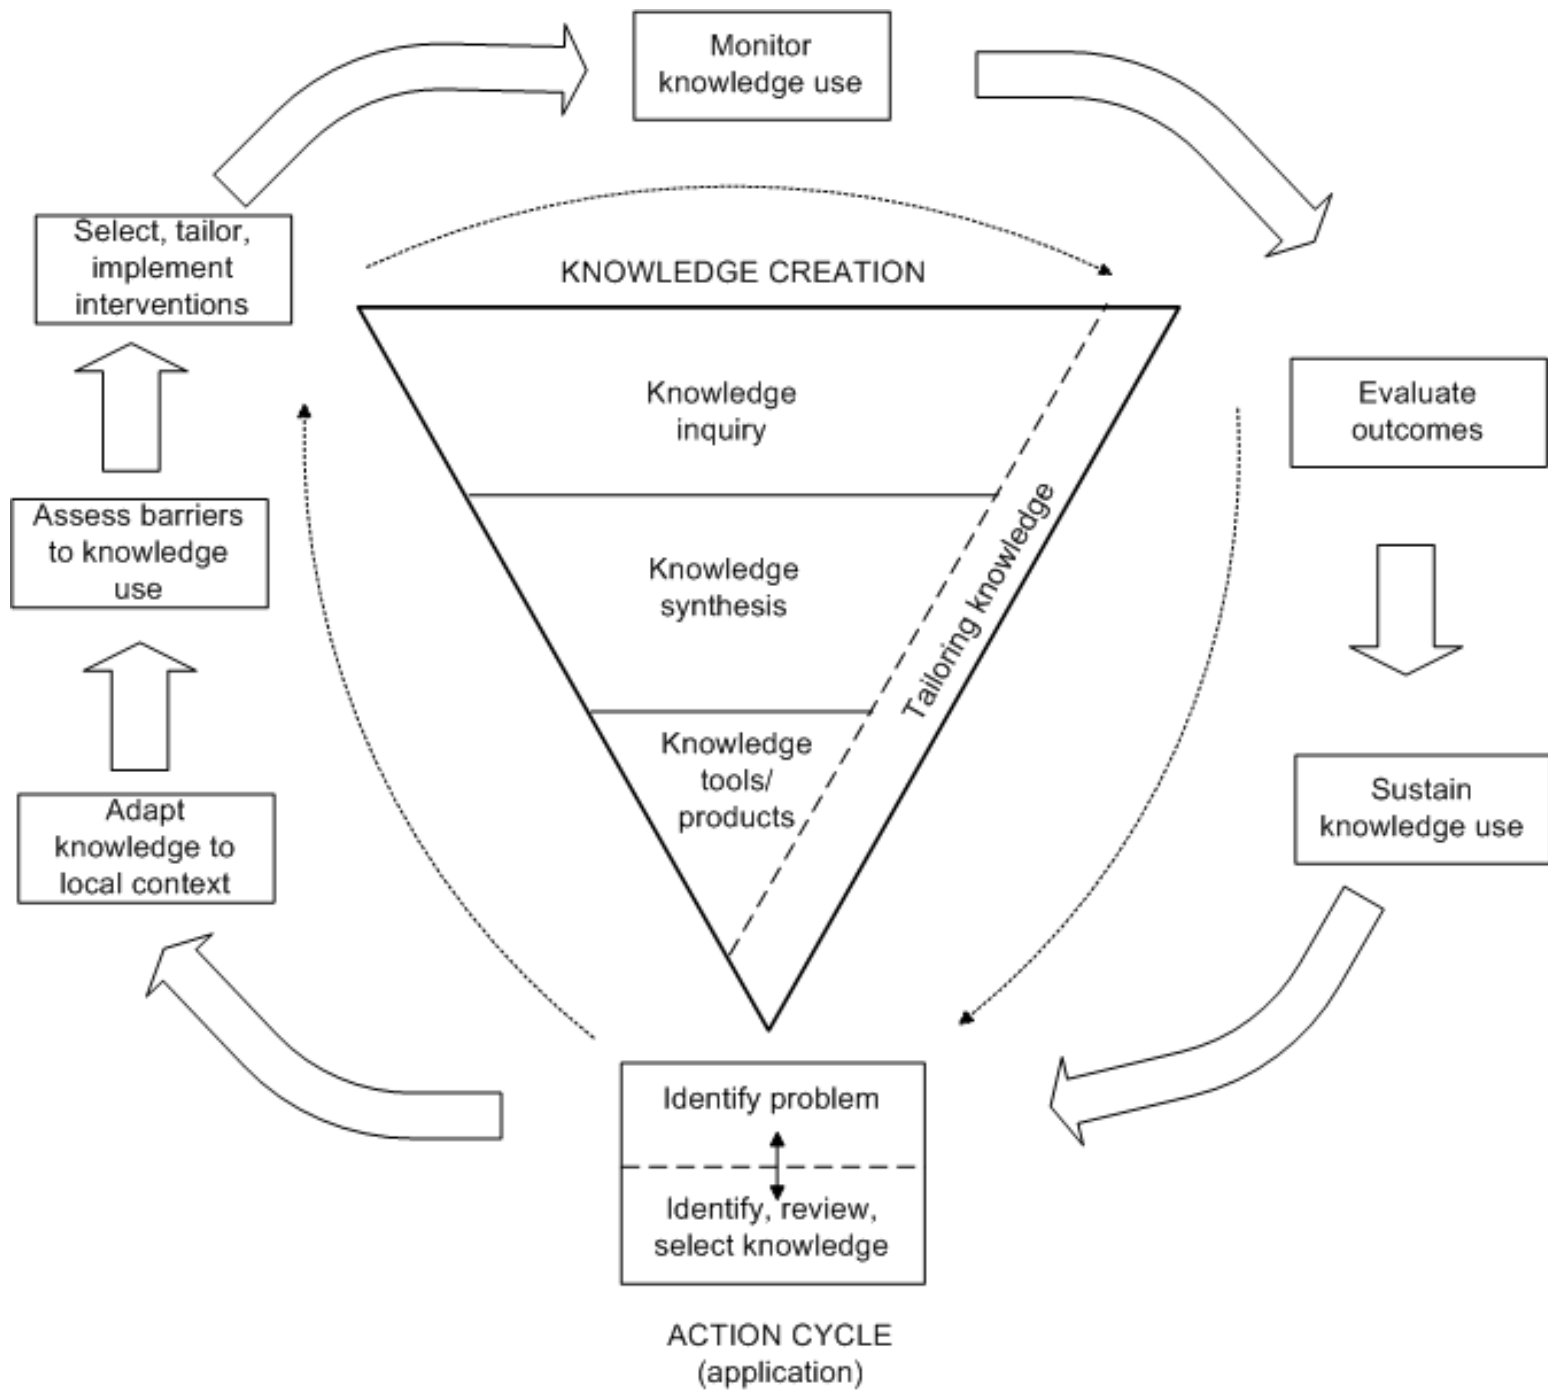 Monitor
knowledge use
Select, tailor,
implement
interventions
KNOWLEDGE CREATION
Knowledge
inquiry
Evaluate
outcomes
Assess barriers
to knowledge
use
Knowledge
synthesis
Tailoring knowledge
Knowledge
tools/
products
Adapt
knowledge to
local context
Sustain
knowledge use
Identify problem
Identify, review,
select knowledge
ACTION CYCLE
(application)